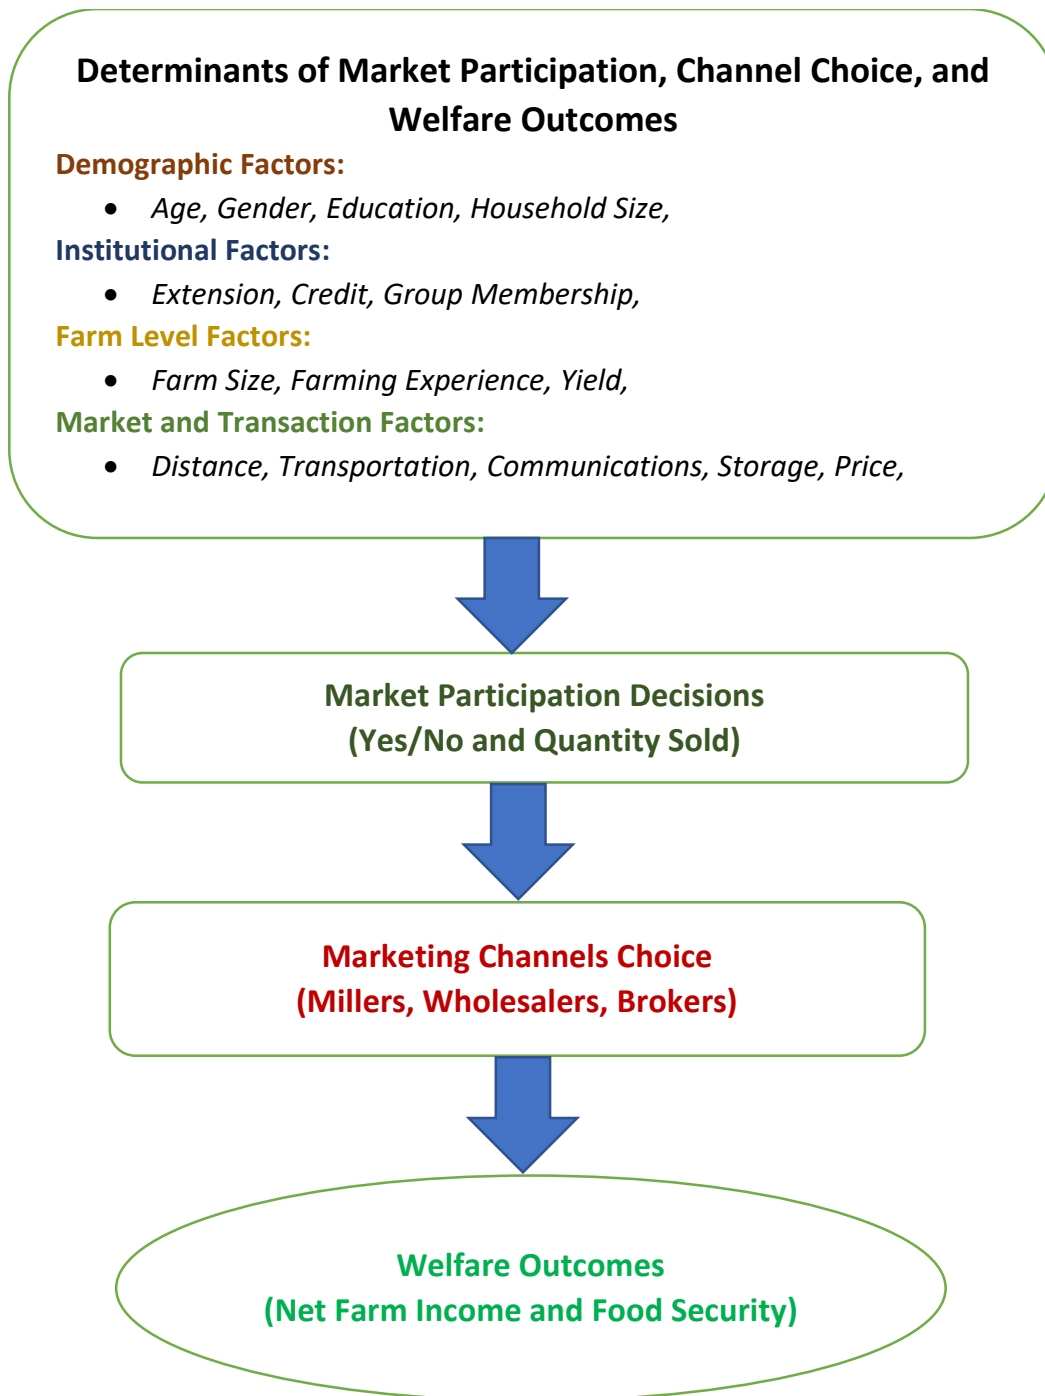 Determinants of Market Participation, Channel Choice, and
Welfare Outcomes
Demographic Factors:
• Age, Gender, Education, Household Size,
Institutional Factors:
• Extension, Credit, Group Membership,
Farm Level Factors:
• Farm Size, Farming Experience, Yield,
Market and Transaction Factors:
• Distance, Transportation, Communications, Storage, Price,
Market Participation Decisions
(Yes/No and Quantity Sold)
Marketing Channels Choice
(Millers, Wholesalers, Brokers)
Welfare Outcomes
(Net Farm Income and Food Security)